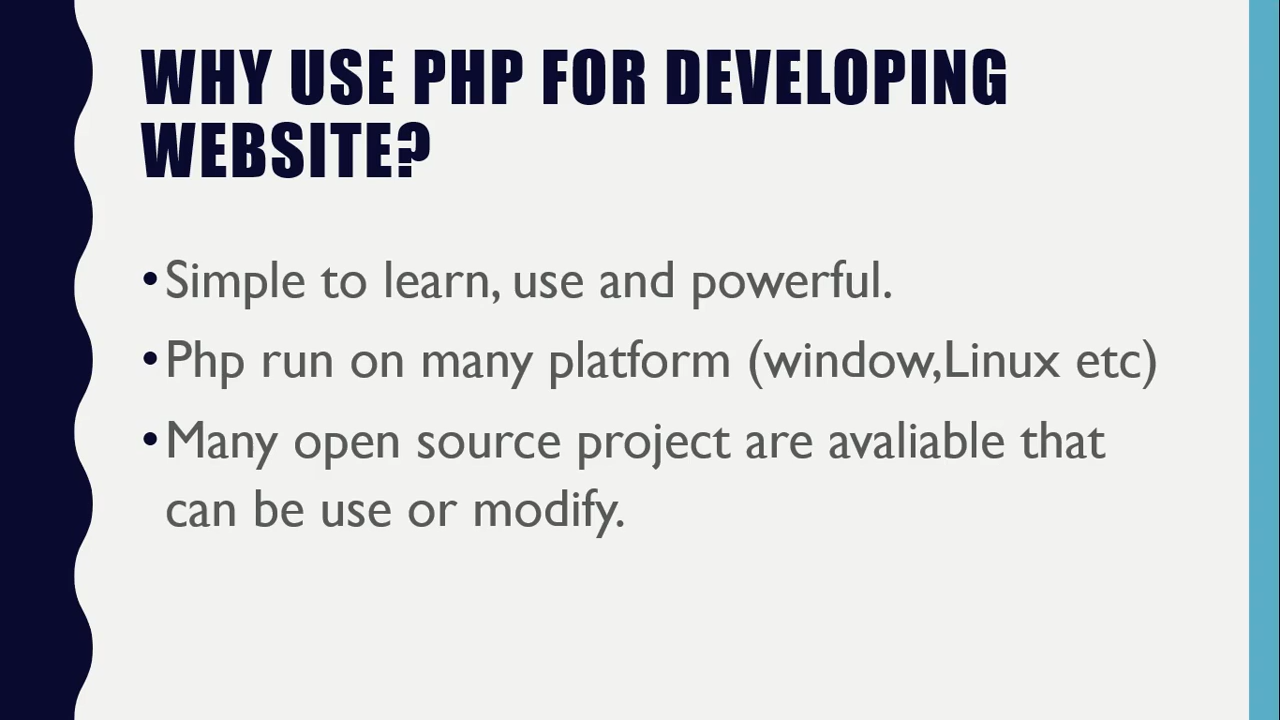 WHY USE PHP FOR DEVELOPING
WEBSITE?
•Simple to learn, use and powerful.
•Php run on many platform (window,Linux etc)
•Many open source project are avaliable that
can be use or modify.